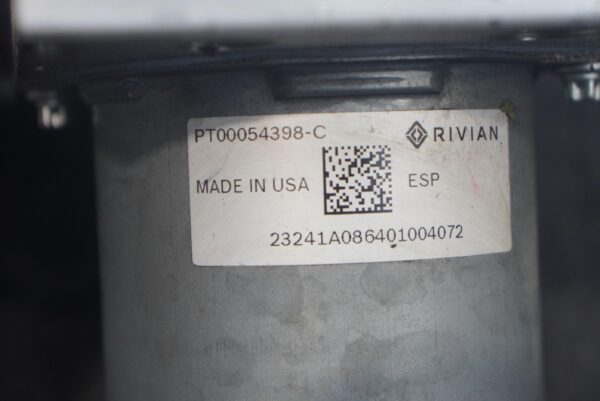 PT00054398-C RIVIAN
MADE IN USA ESP
23241A086401004072